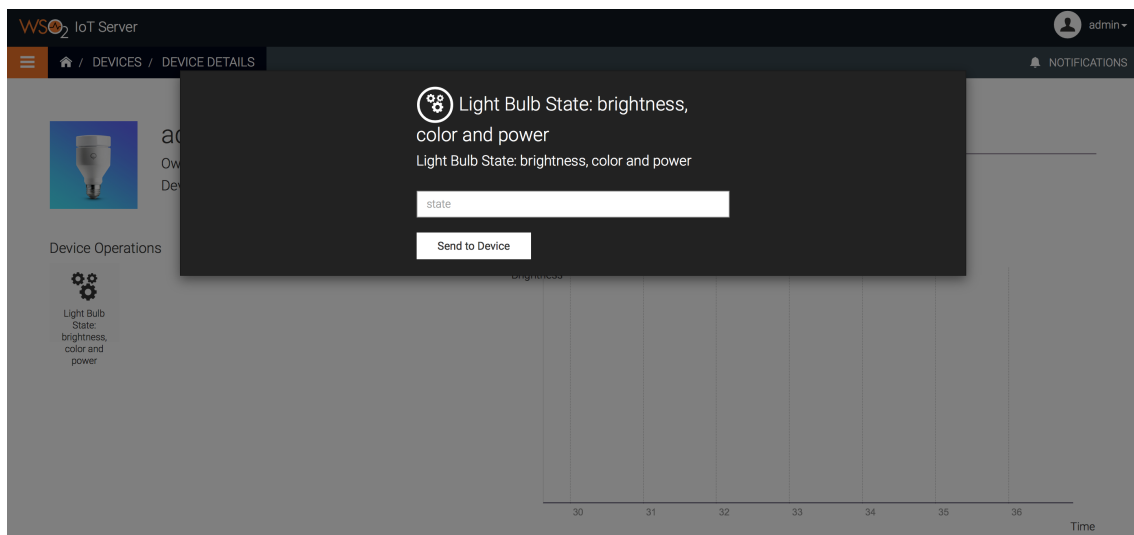 WSO2 IoT Server
admin
/ DEVICES / DEVICE DETAILS
NOTIFICATIONS
Light Bulb State: brightness,
color and power
Light Bulb State: brightness, color and power
state
Send to Device
Device Operations
Light Bulb
State:
brightness,
color and
power
Brightness
30 31 32 33 34 35 36
Time